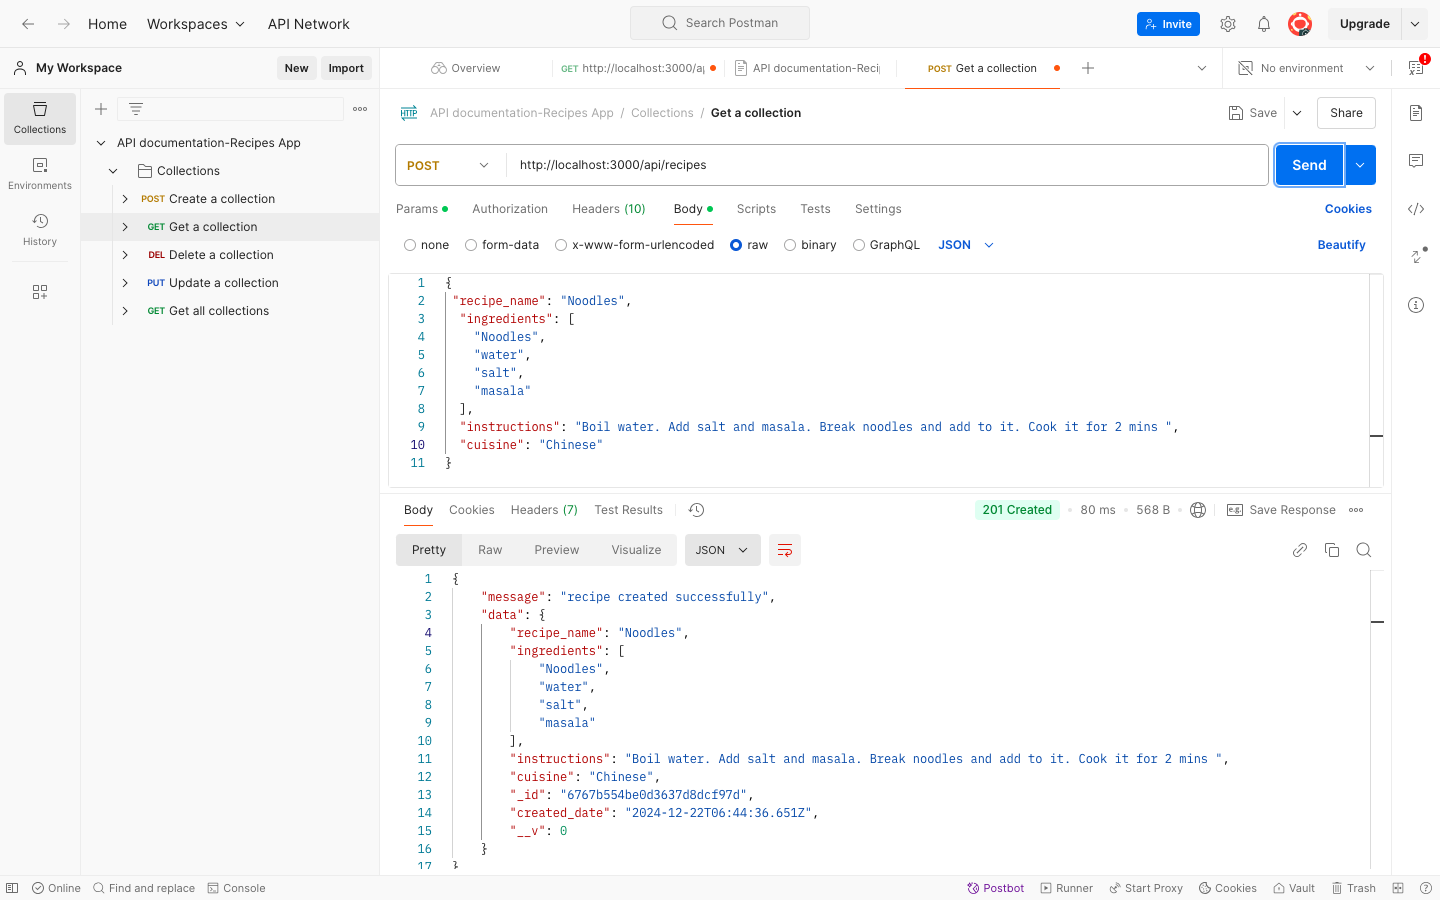 Home Workspaces API Network Search Postman Invite Upgrade
My Workspace New Import Overview GET http://localhost:3000/ap API documentation-Reci POST Get a collection No environment
Collections
Environments
History
API documentation-Recipes App
Collections
POST Create a collection
GET Get a collection
DEL Delete a collection
PUT Update a collection
GET Get all collections
HTTP API documentation-Recipes App / Collections / Get a collection Save Share
POST http://localhost:3000/api/recipes Send
Params Authorization Headers (10) Body Scripts Tests Settings Cookies
none form-data x-www-form-urlencoded raw binary GraphQL JSON Beautify
1 {
2 "recipe_name": "Noodles",
3 "ingredients": [
4 "Noodles",
5 "water",
6 "salt",
7 "masala"
8 ],
9 "instructions": "Boil water. Add salt and masala. Break noodles and add to it. Cook it for 2 mins ",
10 "cuisine": "Chinese"
11 }
Body Cookies Headers (7) Test Results 201 Created 80 ms 568 B e.g. Save Response
Pretty Raw Preview Visualize JSON
1 {
2 "message": "recipe created successfully",
3 "data": {
4 "recipe_name": "Noodles",
5 "ingredients": [
6 "Noodles",
7 "water",
8 "salt",
9 "masala"
10 ],
11 "instructions": "Boil water. Add salt and masala. Break noodles and add to it. Cook it for 2 mins ",
12 "cuisine": "Chinese",
13 "_id": "6767b554be0d3637d8dcf97d",
14 "created_date": "2024-12-22T06:44:36.651Z",
15 "__v": 0
16 }
17 }
Online Find and replace Console Postbot Runner Start Proxy Cookies Vault Trash